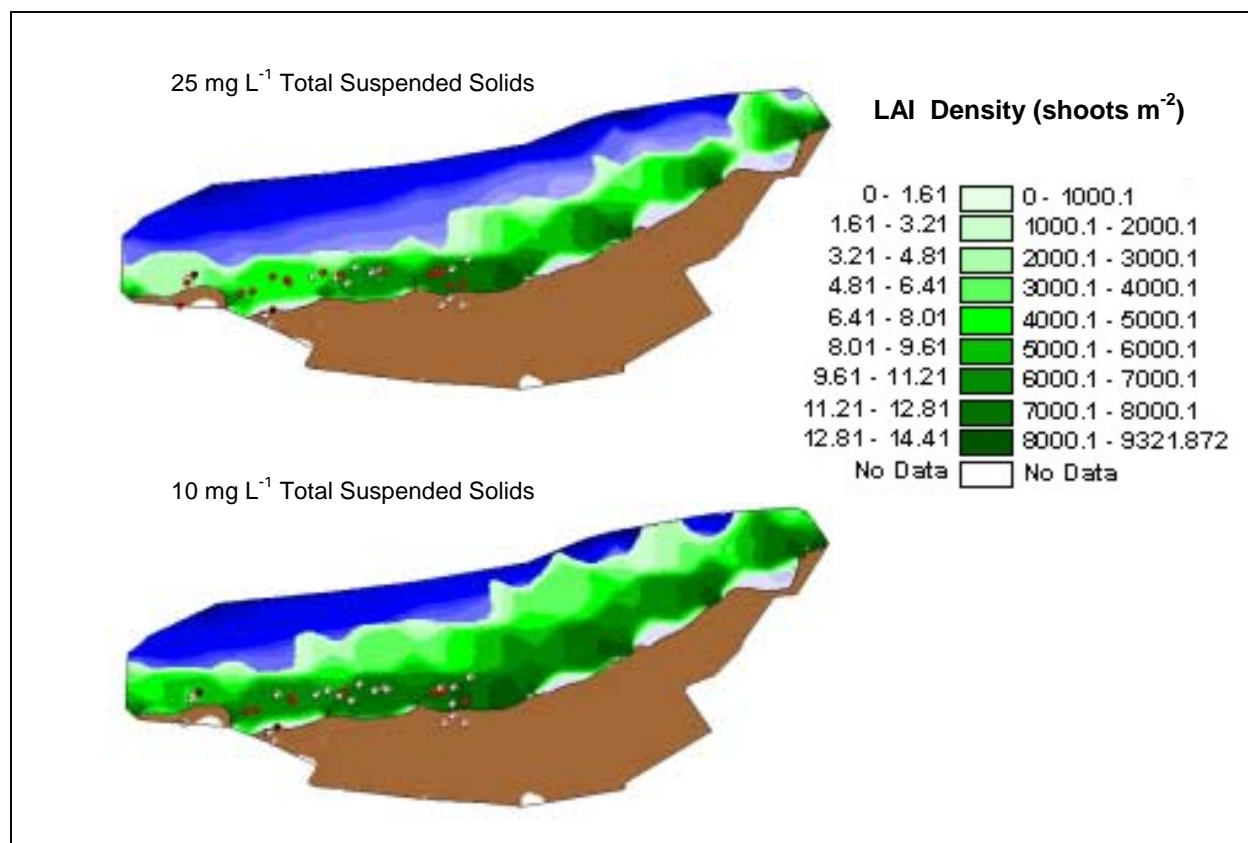 25 mg L-1 Total Suspended Solids
LAI Density (shoots m-2)
0 - 1.61 0 - 1000.1
1.61 - 3.21 1000.1 - 2000.1
3.21 - 4.81 2000.1 - 3000.1
4.81 - 6.41 3000.1 - 4000.1
6.41 - 8.01 4000.1 - 5000.1
8.01 - 9.61 5000.1 - 6000.1
9.61 - 11.21 6000.1 - 7000.1
11.21 - 12.81 7000.1 - 8000.1
12.81 - 14.41 8000.1 - 9321.872
No Data No Data
10 mg L-1 Total Suspended Solids